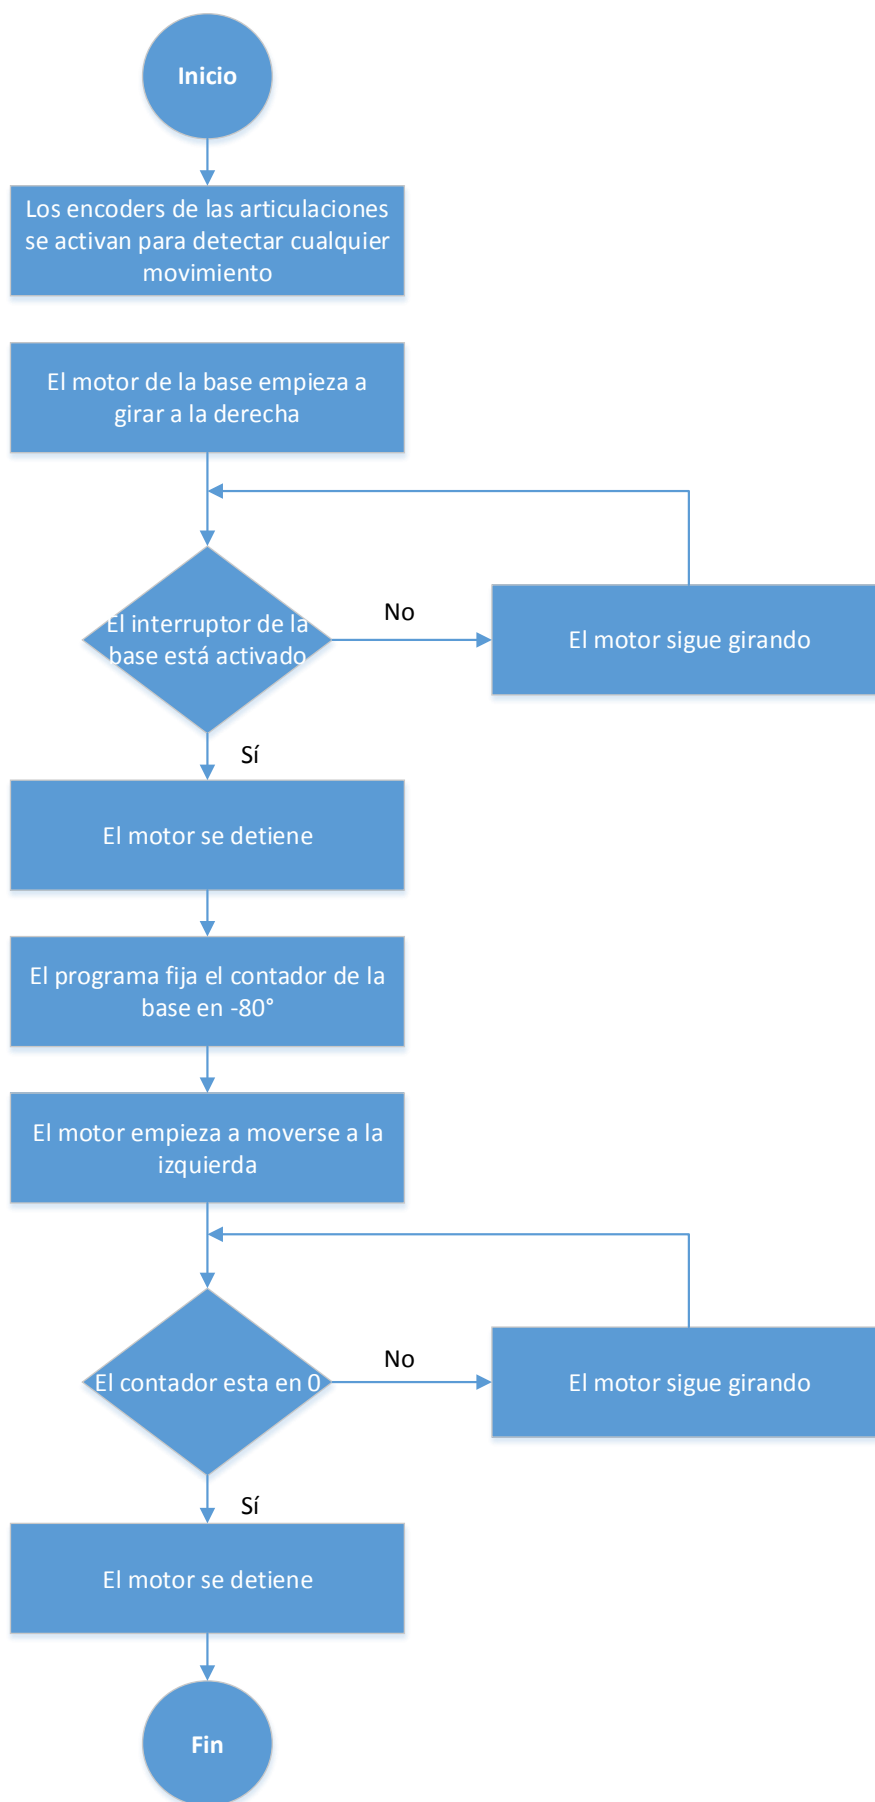 Inicio
Los encoders de las articulaciones
se activan para detectar cualquier
movimiento
El motor de la base empieza a
girar a la derecha
El interruptor de la
base está activado
No
El motor sigue girando
Sí
El motor se detiene
El programa fija el contador de la
base en -80°
El motor empieza a moverse a la
izquierda
El contador esta en 0
No
El motor sigue girando
Sí
El motor se detiene
Fin